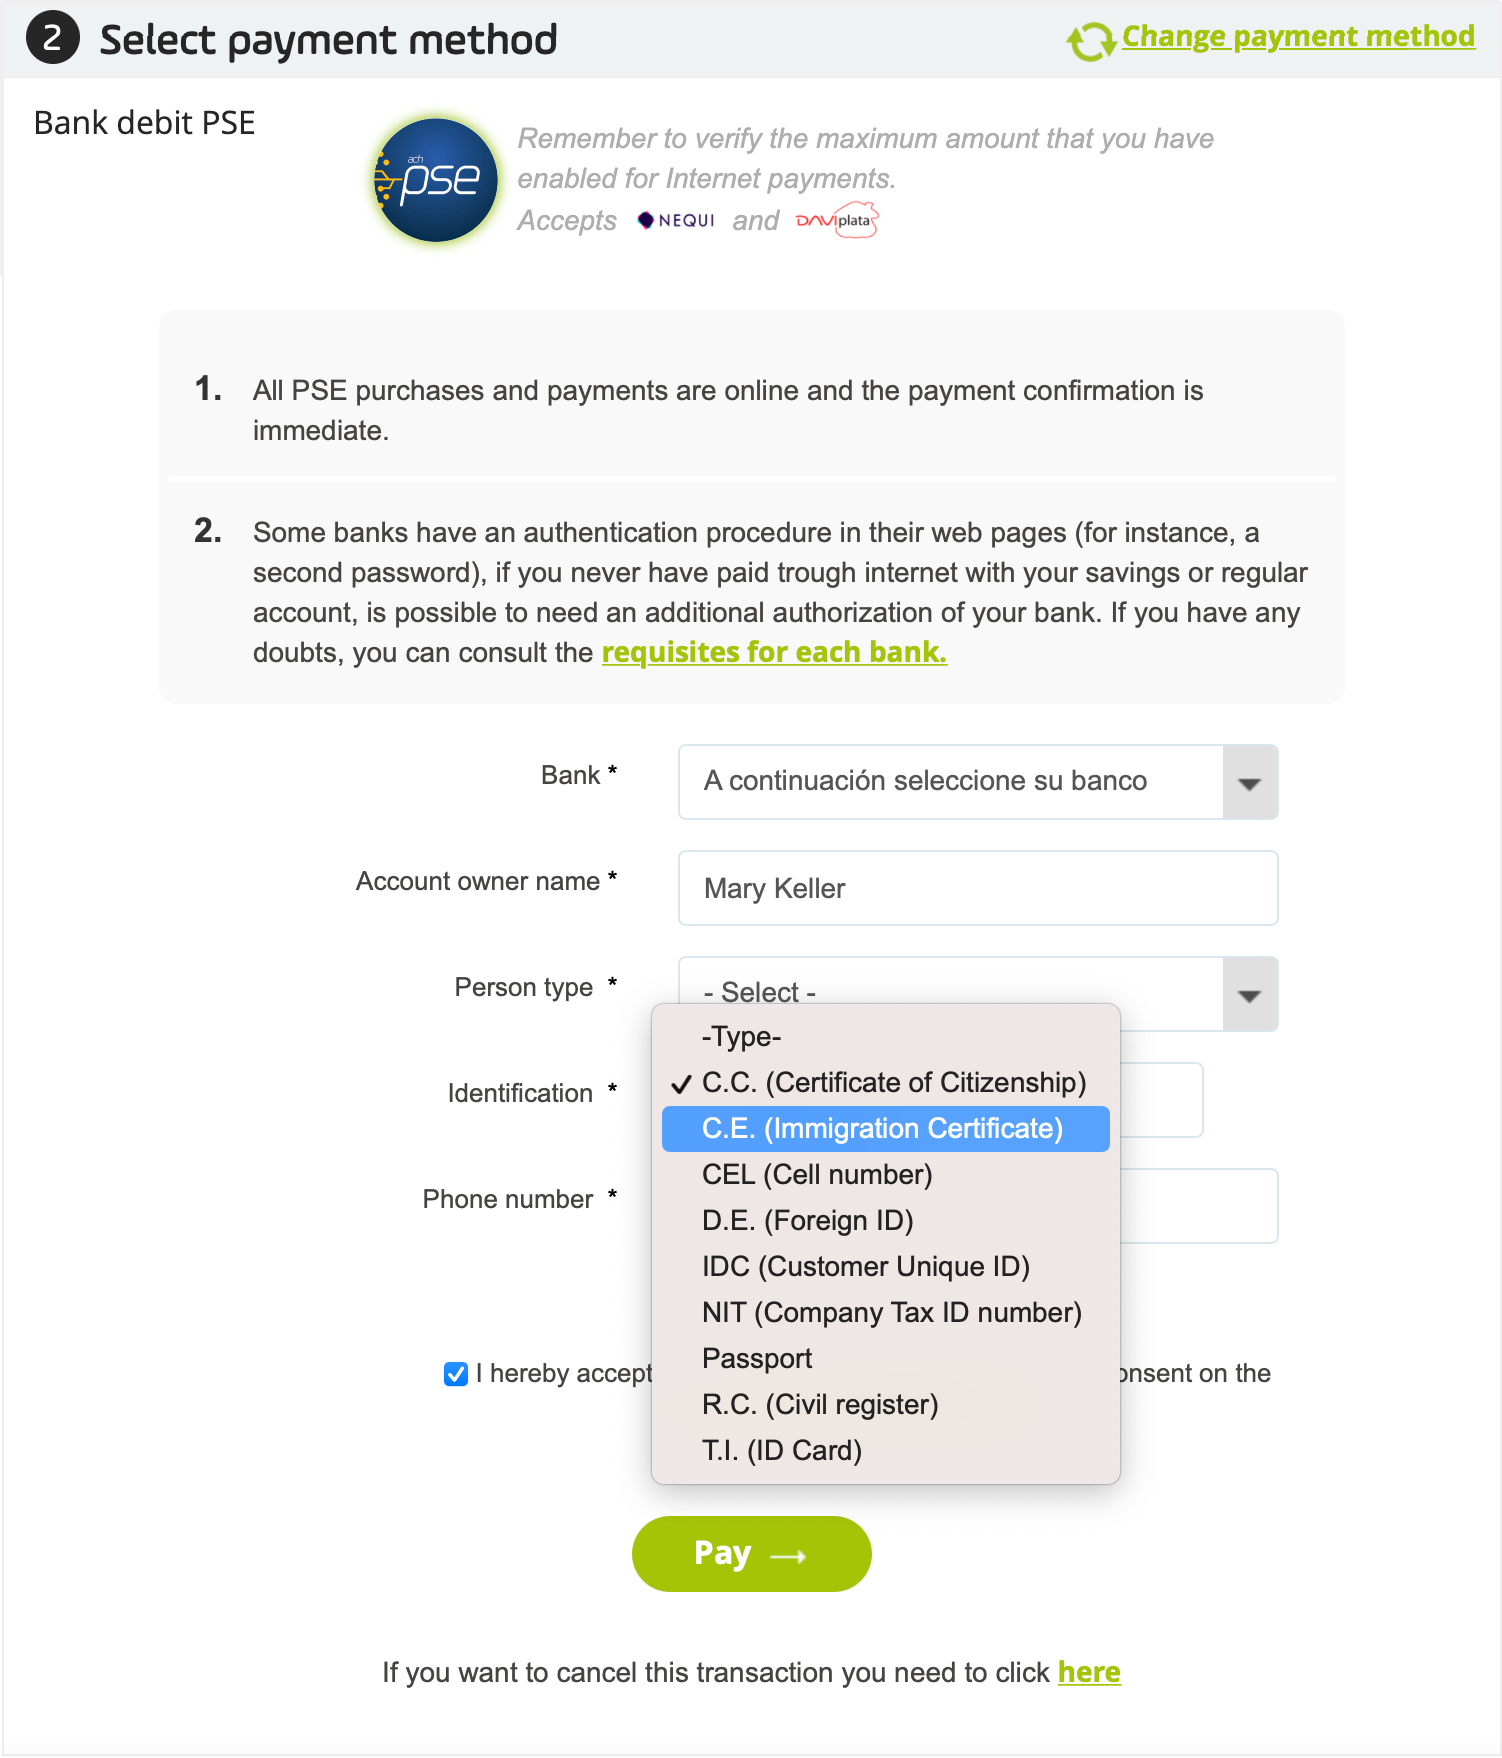 2 Select payment method
Change payment method
Bank debit PSE
ach
pse
Remember to verify the maximum amount that you have
enabled for Internet payments.
Accepts NEQUI and DAVIplata
1. All PSE purchases and payments are online and the payment confirmation is
immediate.
2. Some banks have an authentication procedure in their web pages (for instance, a
second password), if you never have paid trough internet with your savings or regular
account, is possible to need an additional authorization of your bank. If you have any
doubts, you can consult the requisites for each bank.
Bank * A continuación seleccione su banco
Account owner name * Mary Keller
Person type * - Select -
-Type-
Identification *
✓ C.C. (Certificate of Citizenship)
C.E. (Immigration Certificate)
CEL (Cell number)
Phone number *
D.E. (Foreign ID)
IDC (Customer Unique ID)
NIT (Company Tax ID number)
Passport
I hereby accept onsent on the
R.C. (Civil register)
T.I. (ID Card)
Pay →
If you want to cancel this transaction you need to click here